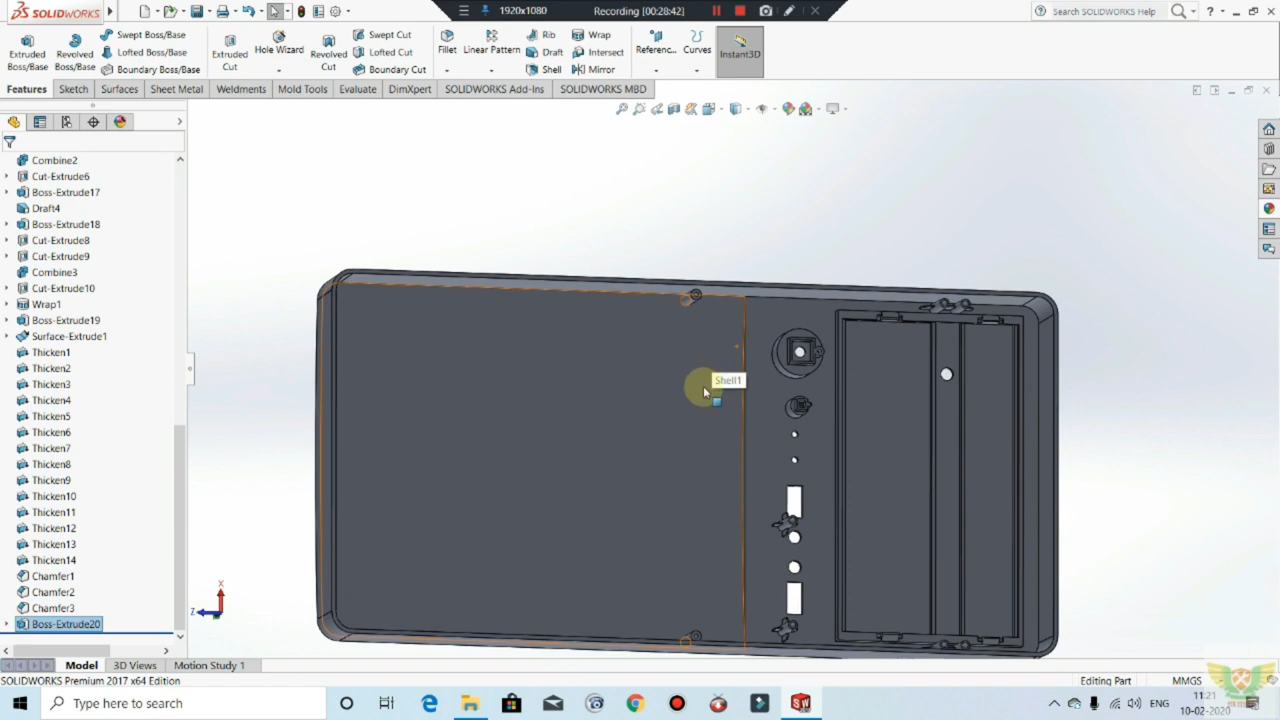 SOLIDWORKS
1920x1080
Recording [00:28:42]
Search SOLIDWORKS Help
Extruded Boss/Base
Revolved Boss/Base
Swept Boss/Base
Lofted Boss/Base
Boundary Boss/Base
Extruded Cut
Hole Wizard
Revolved Cut
Swept Cut
Lofted Cut
Boundary Cut
Fillet
Linear Pattern
Rib
Draft
Shell
Wrap
Intersect
Mirror
Referenc...
Curves
Instant3D
Features
Sketch
Surfaces
Sheet Metal
Weldments
Mold Tools
Evaluate
DimXpert
SOLIDWORKS Add-Ins
SOLIDWORKS MBD
Combine2
Cut-Extrude6
Boss-Extrude17
Draft4
Boss-Extrude18
Cut-Extrude8
Cut-Extrude9
Combine3
Cut-Extrude10
Wrap1
Boss-Extrude19
Surface-Extrude1
Thicken1
Thicken2
Thicken3
Thicken4
Thicken5
Thicken6
Thicken7
Thicken8
Thicken9
Thicken10
Thicken11
Thicken12
Thicken13
Thicken14
Chamfer1
Chamfer2
Chamfer3
Boss-Extrude20
Shell1
X
Z
Model
3D Views
Motion Study 1
SOLIDWORKS Premium 2017 x64 Edition
Editing Part
MMGS
Type here to search
ENG
11:21
10-02-2020